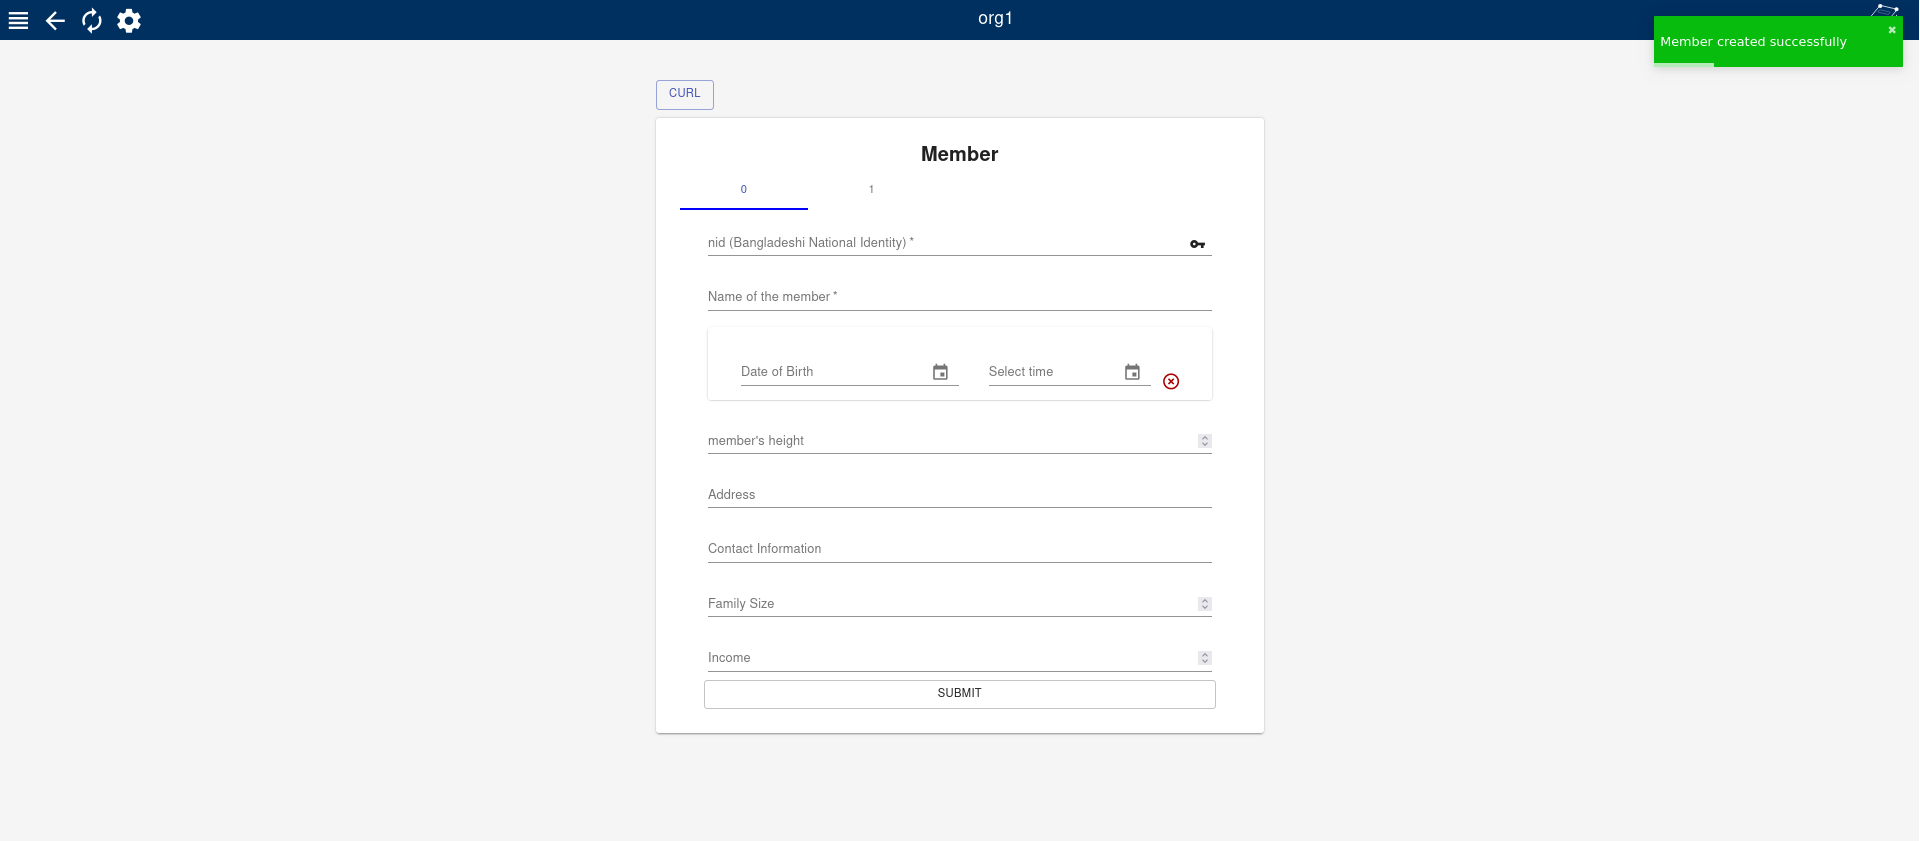 org1
Member created successfully
CURL
Member
0 1
nid (Bangladeshi National Identity) *
Name of the member *
Date of Birth Select time
member's height
Address
Contact Information
Family Size
Income
SUBMIT